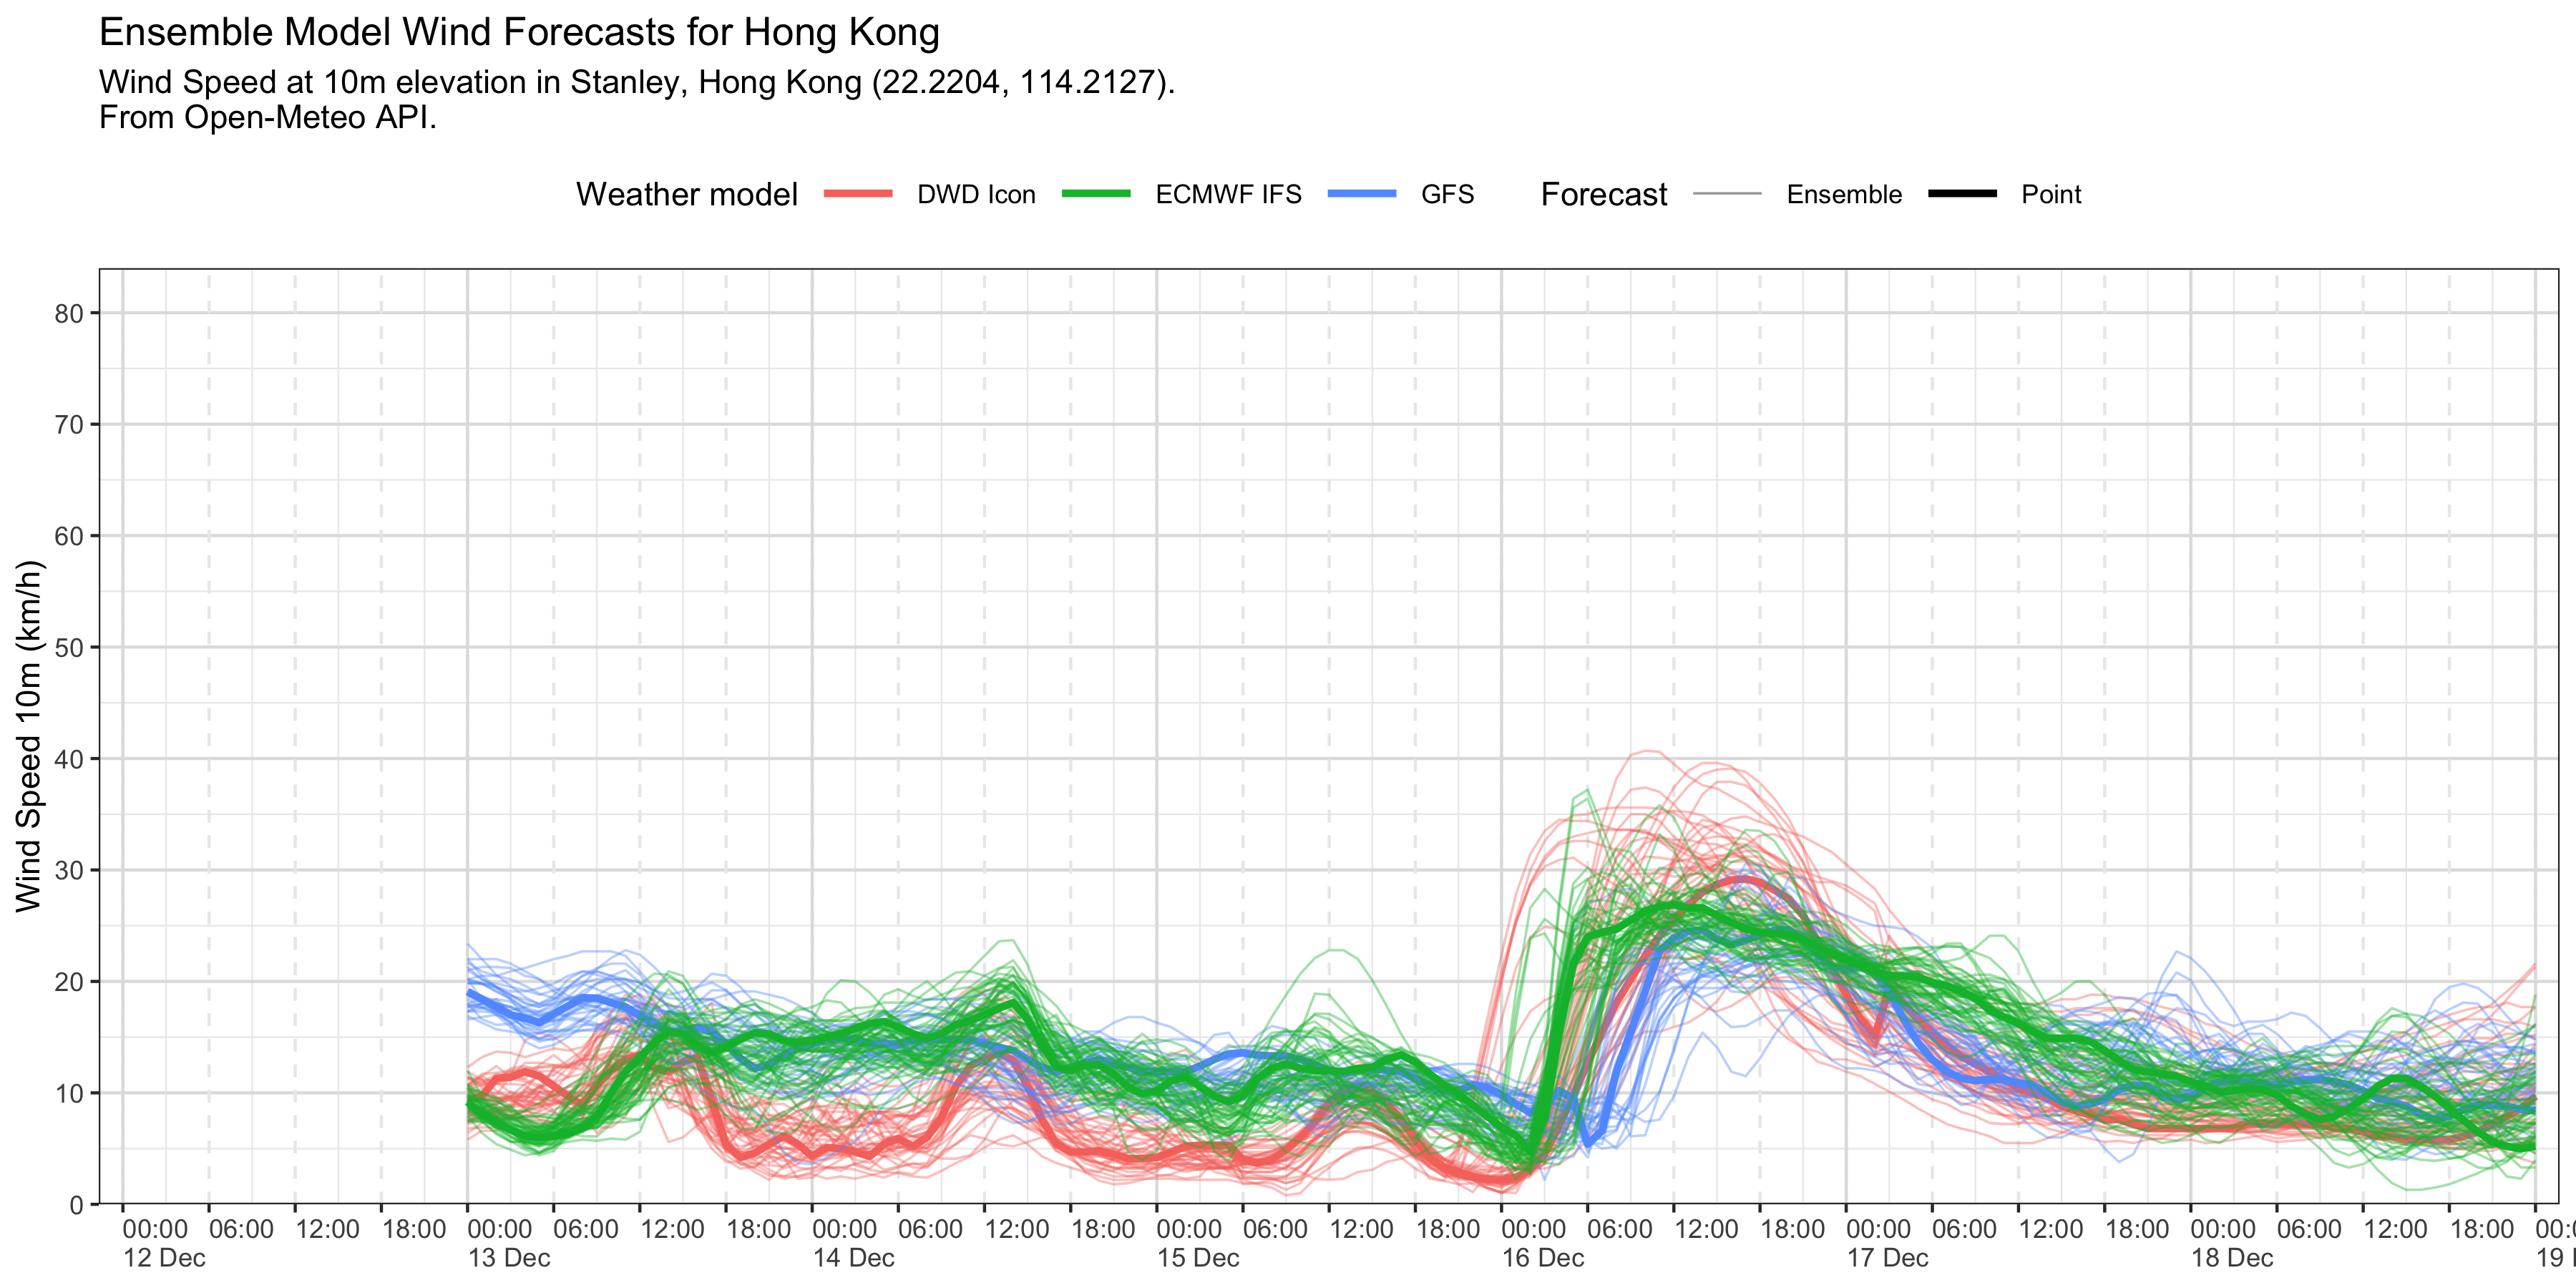 Ensemble Model Wind Forecasts for Hong Kong
Wind Speed at 10m elevation in Stanley, Hong Kong (22.2204, 114.2127).
From Open-Meteo API.
Weather model DWD Icon ECMWF IFS GFS Forecast Ensemble Point
Wind Speed 10m (km/h)
80
70
60
50
40
30
20
10
0
00:00 06:00 12:00 18:00 00:00 06:00 12:00 18:00 00:00 06:00 12:00 18:00 00:00 06:00 12:00 18:00 00:00 06:00 12:00 18:00 00:00 06:00 12:00 18:00 00:00 06:00 12:00 18:00
12 Dec 13 Dec 14 Dec 15 Dec 16 Dec 17 Dec 18 Dec 19